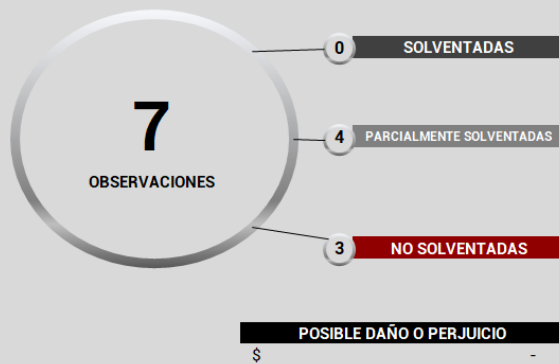 0 SOLVENTADAS
7
OBSERVACIONES
4 PARCIALMENTE SOLVENTADAS
3 NO SOLVENTADAS
POSIBLE DAÑO O PERJUICIO
$ -